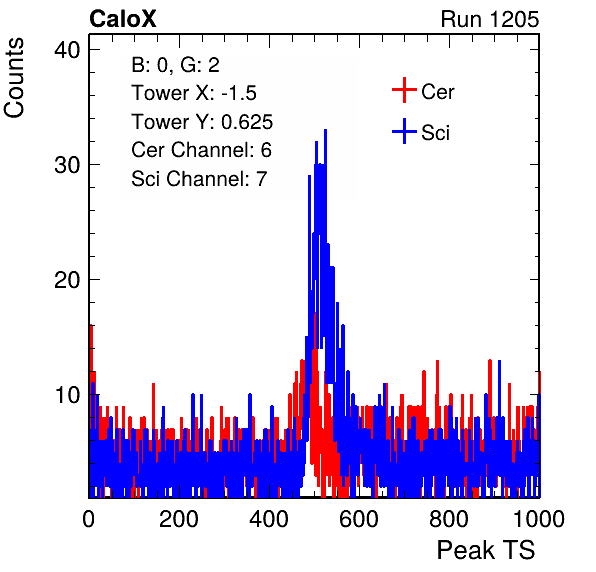 CaloX Run 1205
Counts
40
30
20
10
B: 0, G: 2
Tower X: -1.5
Tower Y: 0.625
Cer Channel: 6
Sci Channel: 7
Cer
Sci
0 200 400 600 800 1000
Peak TS